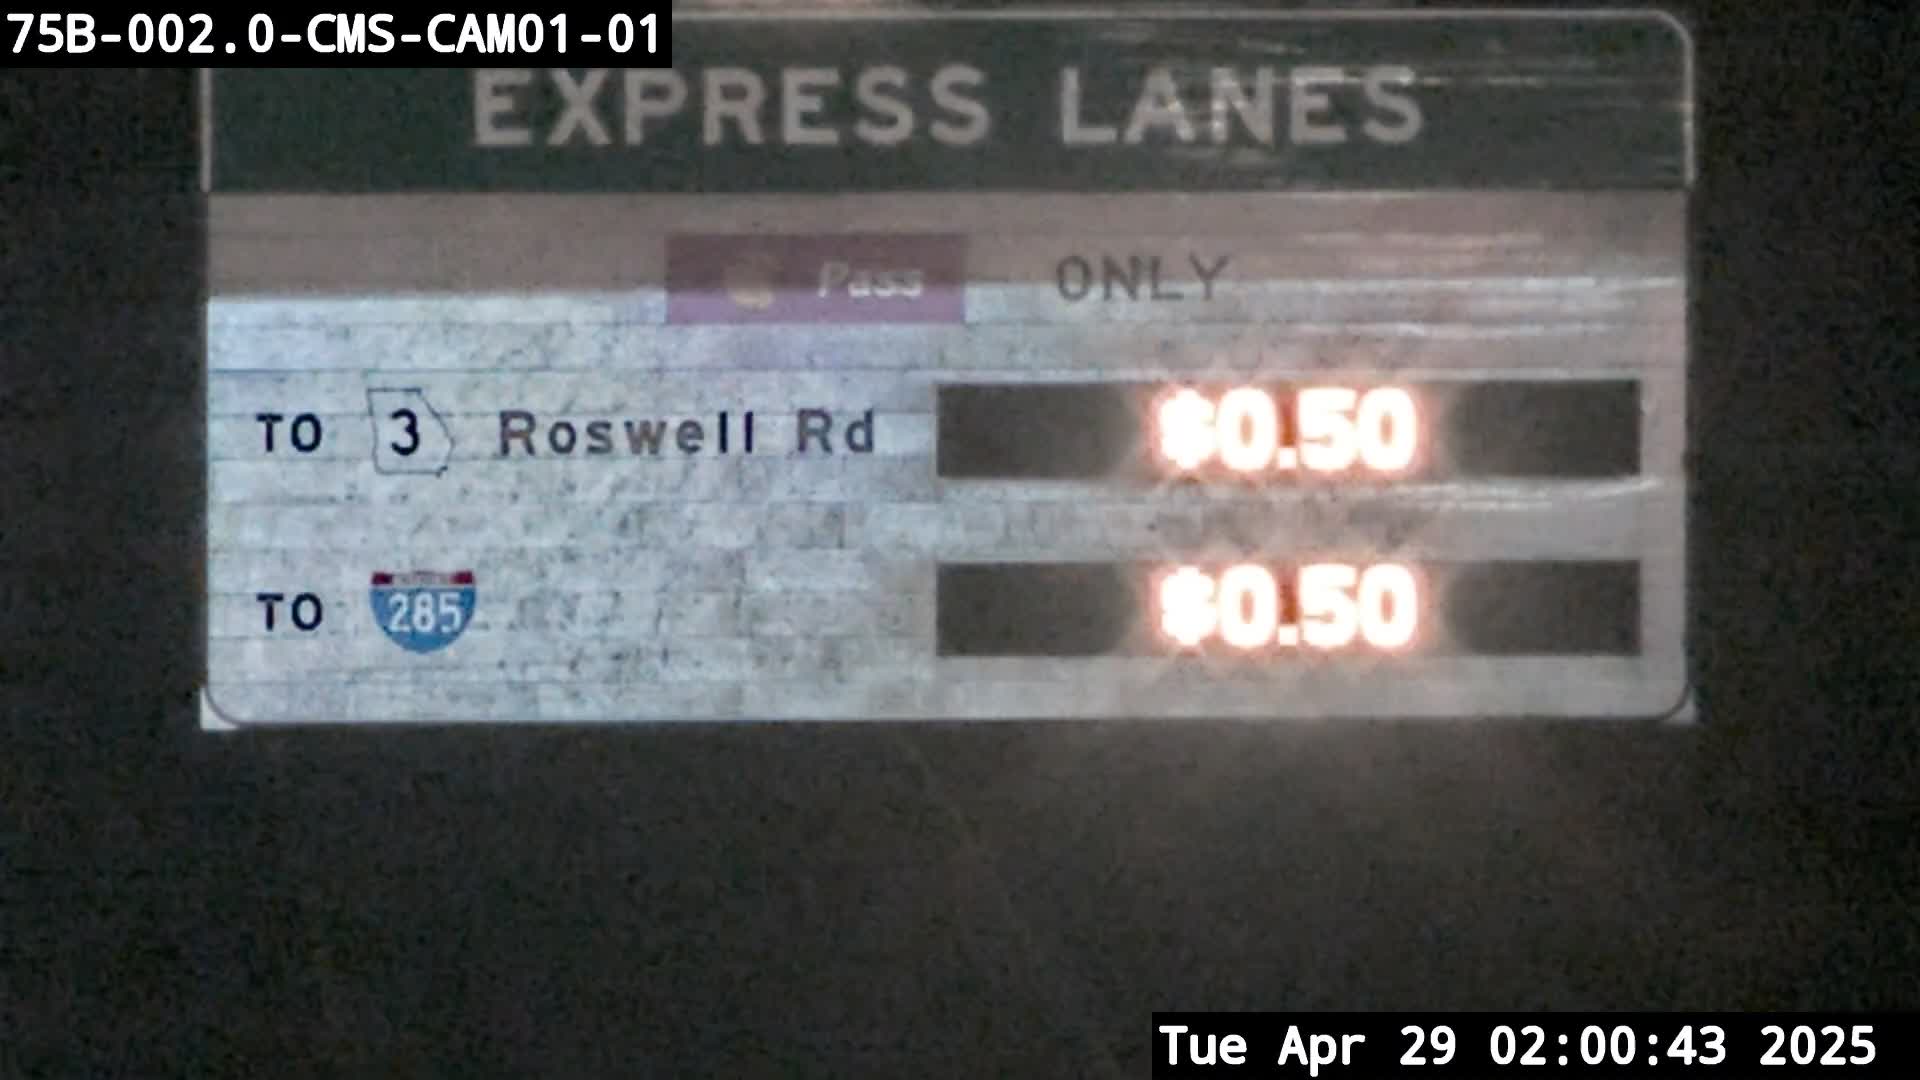 75B-002.0-CMS-CAM01-01
EXPRESS LANES
Pass ONLY
TO 3 Roswell Rd $0.50
TO 285 $0.50
Tue Apr 29 02:00:43 2025